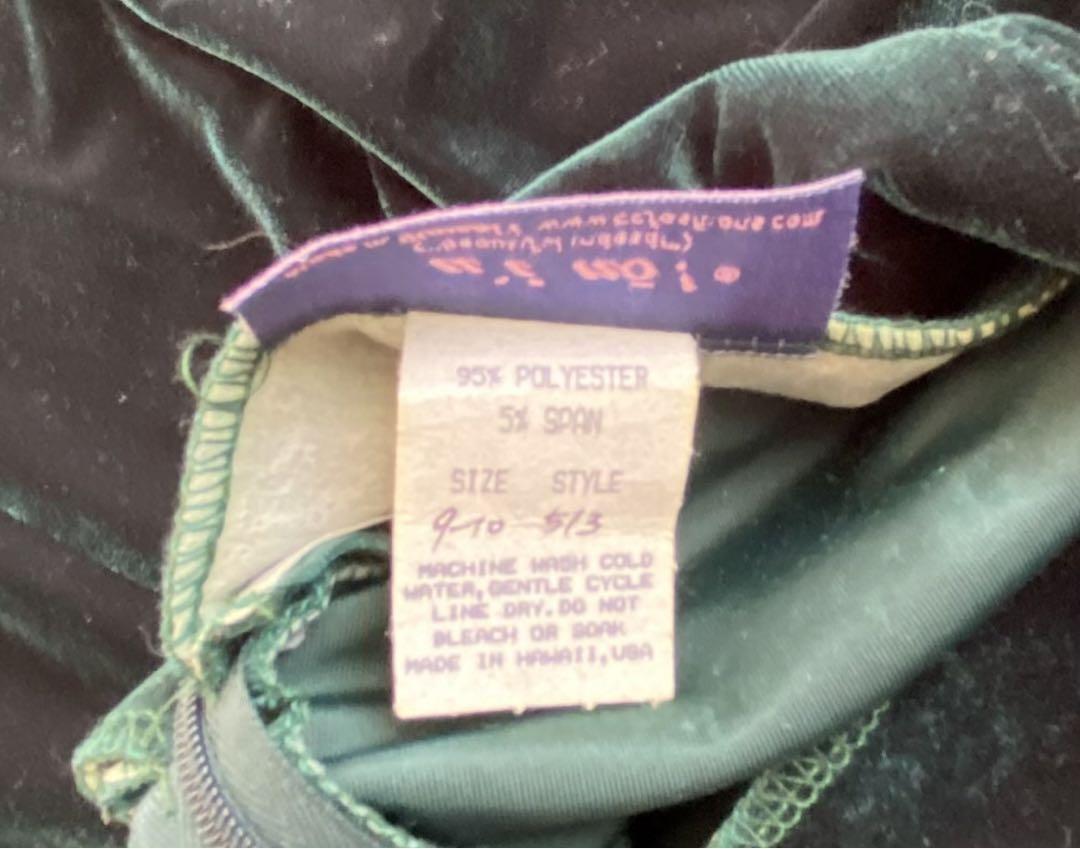 95% POLYESTER
5% SPAN
SIZE STYLE
9-10 513
MACHINE WASH COLD
WATER, GENTLE CYCLE
LINE DRY. DO NOT
BLEACH OR SOAK
MADE IN HAWAII, USA